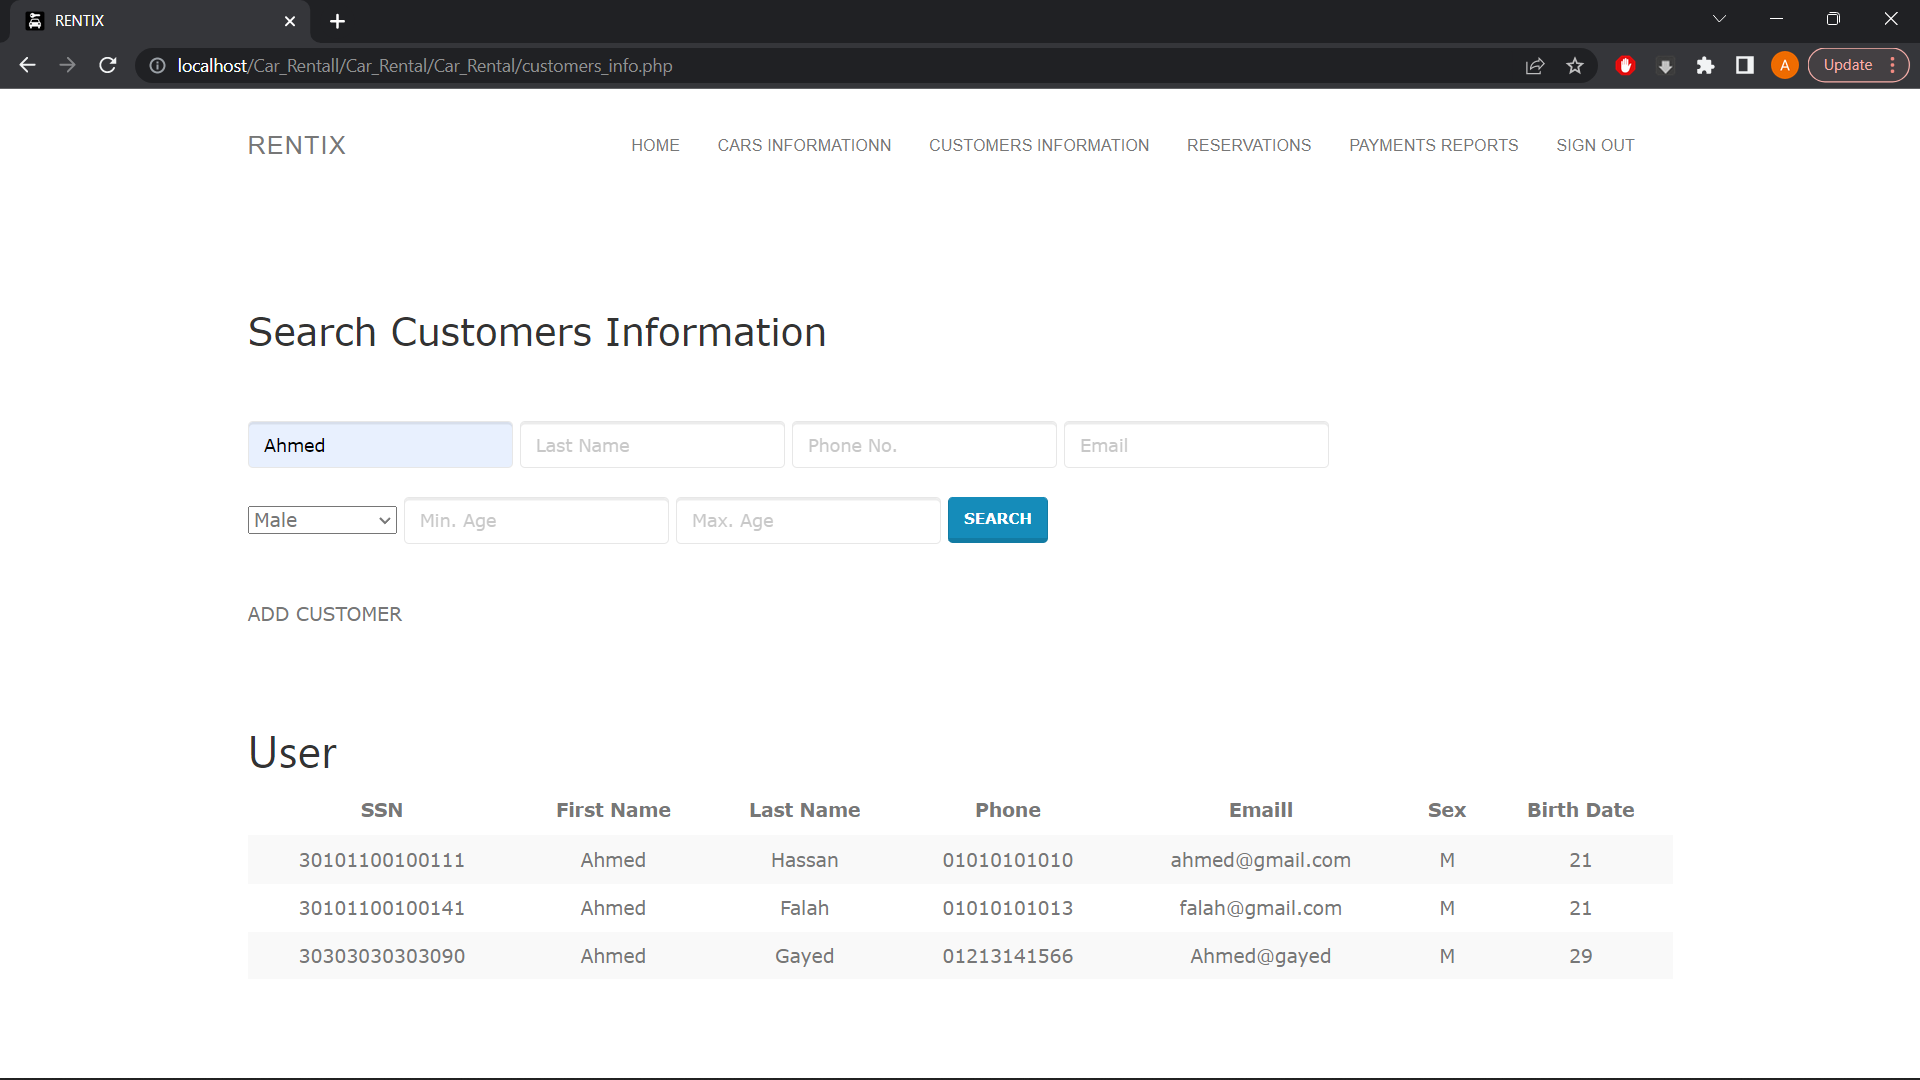 RENTIX
localhost/Car_Rentall/Car_Rental/Car_Rental/customers_info.php
A
Update
RENTIX HOME CARS INFORMATIONN CUSTOMERS INFORMATION RESERVATIONS PAYMENTS REPORTS SIGN OUT
Search Customers Information
Ahmed Last Name Phone No. Email
Male Min. Age Max. Age SEARCH
ADD CUSTOMER
User
SSN First Name Last Name Phone Emaill Sex Birth Date
30101100100111 Ahmed Hassan 01010101010 ahmed@gmail.com M 21
30101100100141 Ahmed Falah 01010101013 falah@gmail.com M 21
30303030303090 Ahmed Gayed 01213141566 Ahmed@gayed M 29